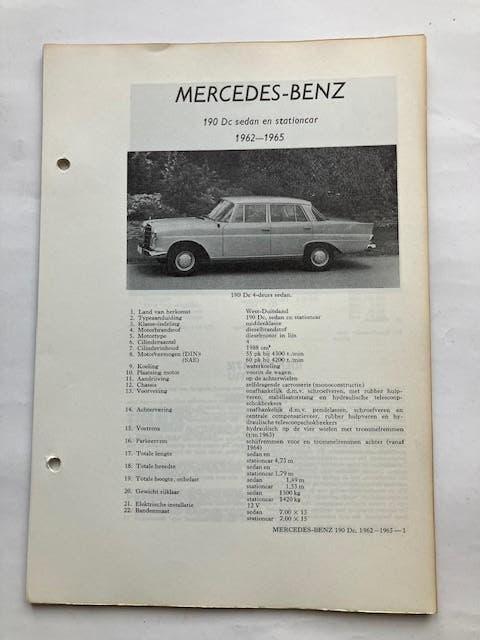 MERCEDES-BENZ
190 Dc sedan en stationcar
1962—1965
190 Dc 4-deurs sedan.
1. Land van herkomst West-Duitsland
2. Typeaanduiding 190 Dc, sedan en stationcar
3. Klasse-indeling middenklasse
4. Motorbrandstof dieselbrandstof
5. Motortype dieselmotor in lijn
6. Cilinderaantal 4
7. Cilinderinhoud 1988 cm³
8. Motorvermogen (DIN) 55 pk bij 4200 t./min
(SAE) 60 pk bij 4200 t./min
9. Koeling waterkoeling
10. Plaatsing motor voorin de wagen
11. Aandrijving op de achterwielen
12. Chassis zelfdragende carrosserie (monoconstructie)
13. Voorvering onafhankelijk d.m.v. schroefveren, met rubber hulp-
veren, stabilisatorstang en hydraulische telescoop-
schokbrekers
14. Achtervering onafhankelijk d.m.v. pendelassen, schroefveren en
centrale compensatieveer, rubber hulpveren en hy-
draulische telescoopschokbrekers
15. Voetrem hydraulisch op de vier wielen met trommelremmen
(t/m 1963)
16. Parkeerrem schijfremmen voor en trommelremmen achter (vanaf
1964)
17. Totale lengte sedan en
stationcar 4,73 m
18. Totale breedte sedan en
stationcar 1,79 m
19. Totale hoogte, onbelast sedan 1,49 m
stationcar 1,53 m
20. Gewicht rijklaar sedan 1300 kg
stationcar 1420 kg
21. Elektrische installatie 12 V
22. Bandenmaat sedan 7.00 × 13
stationcar 7.00 × 15
MERCEDES-BENZ 190 Dc, 1962-1965—1